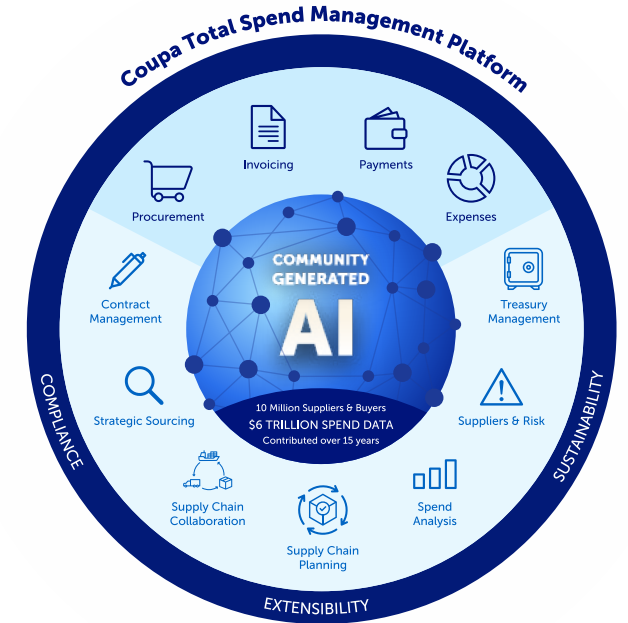 Coupa Total Spend Management Platform
Invoicing
Payments
Procurement
Expenses
COMMUNITY
GENERATED
AI
Contract
Management
Treasury
Management
Strategic Sourcing
Suppliers & Risk
10 Million Suppliers & Buyers
$6 TRILLION SPEND DATA
Contributed over 15 years
Supply Chain
Collaboration
Spend
Analysis
Supply Chain
Planning
COMPLIANCE
EXTENSIBILITY
SUSTAINABILITY